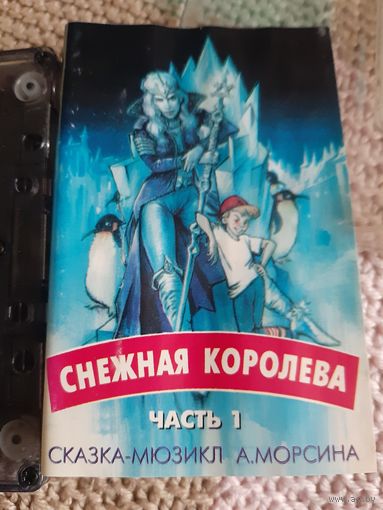 СНЕЖНАЯ КОРОЛЕВА
ЧАСТЬ 1
СКАЗКА-МЮЗИКЛ А.МОРСИНА